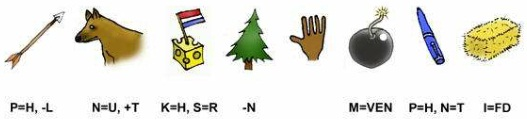 P=H, -L N=U, +T K=H, S=R -N M=VEN P=H, N=T I=FD